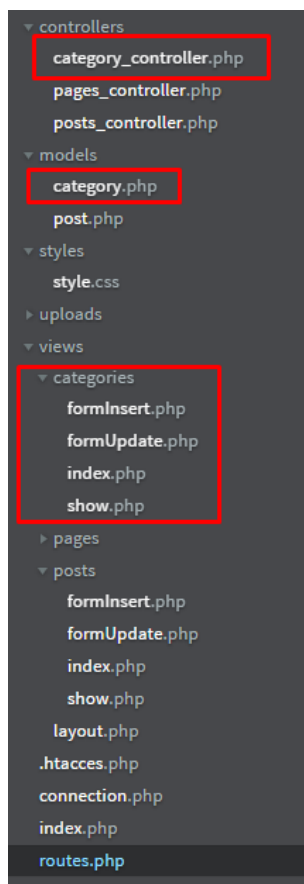 controllers
category_controller.php
pages_controller.php
posts_controller.php
models
category.php
post.php
styles
style.css
uploads
views
categories
formInsert.php
formUpdate.php
index.php
show.php
pages
posts
formInsert.php
formUpdate.php
index.php
show.php
layout.php
.htacces.php
connection.php
index.php
routes.php